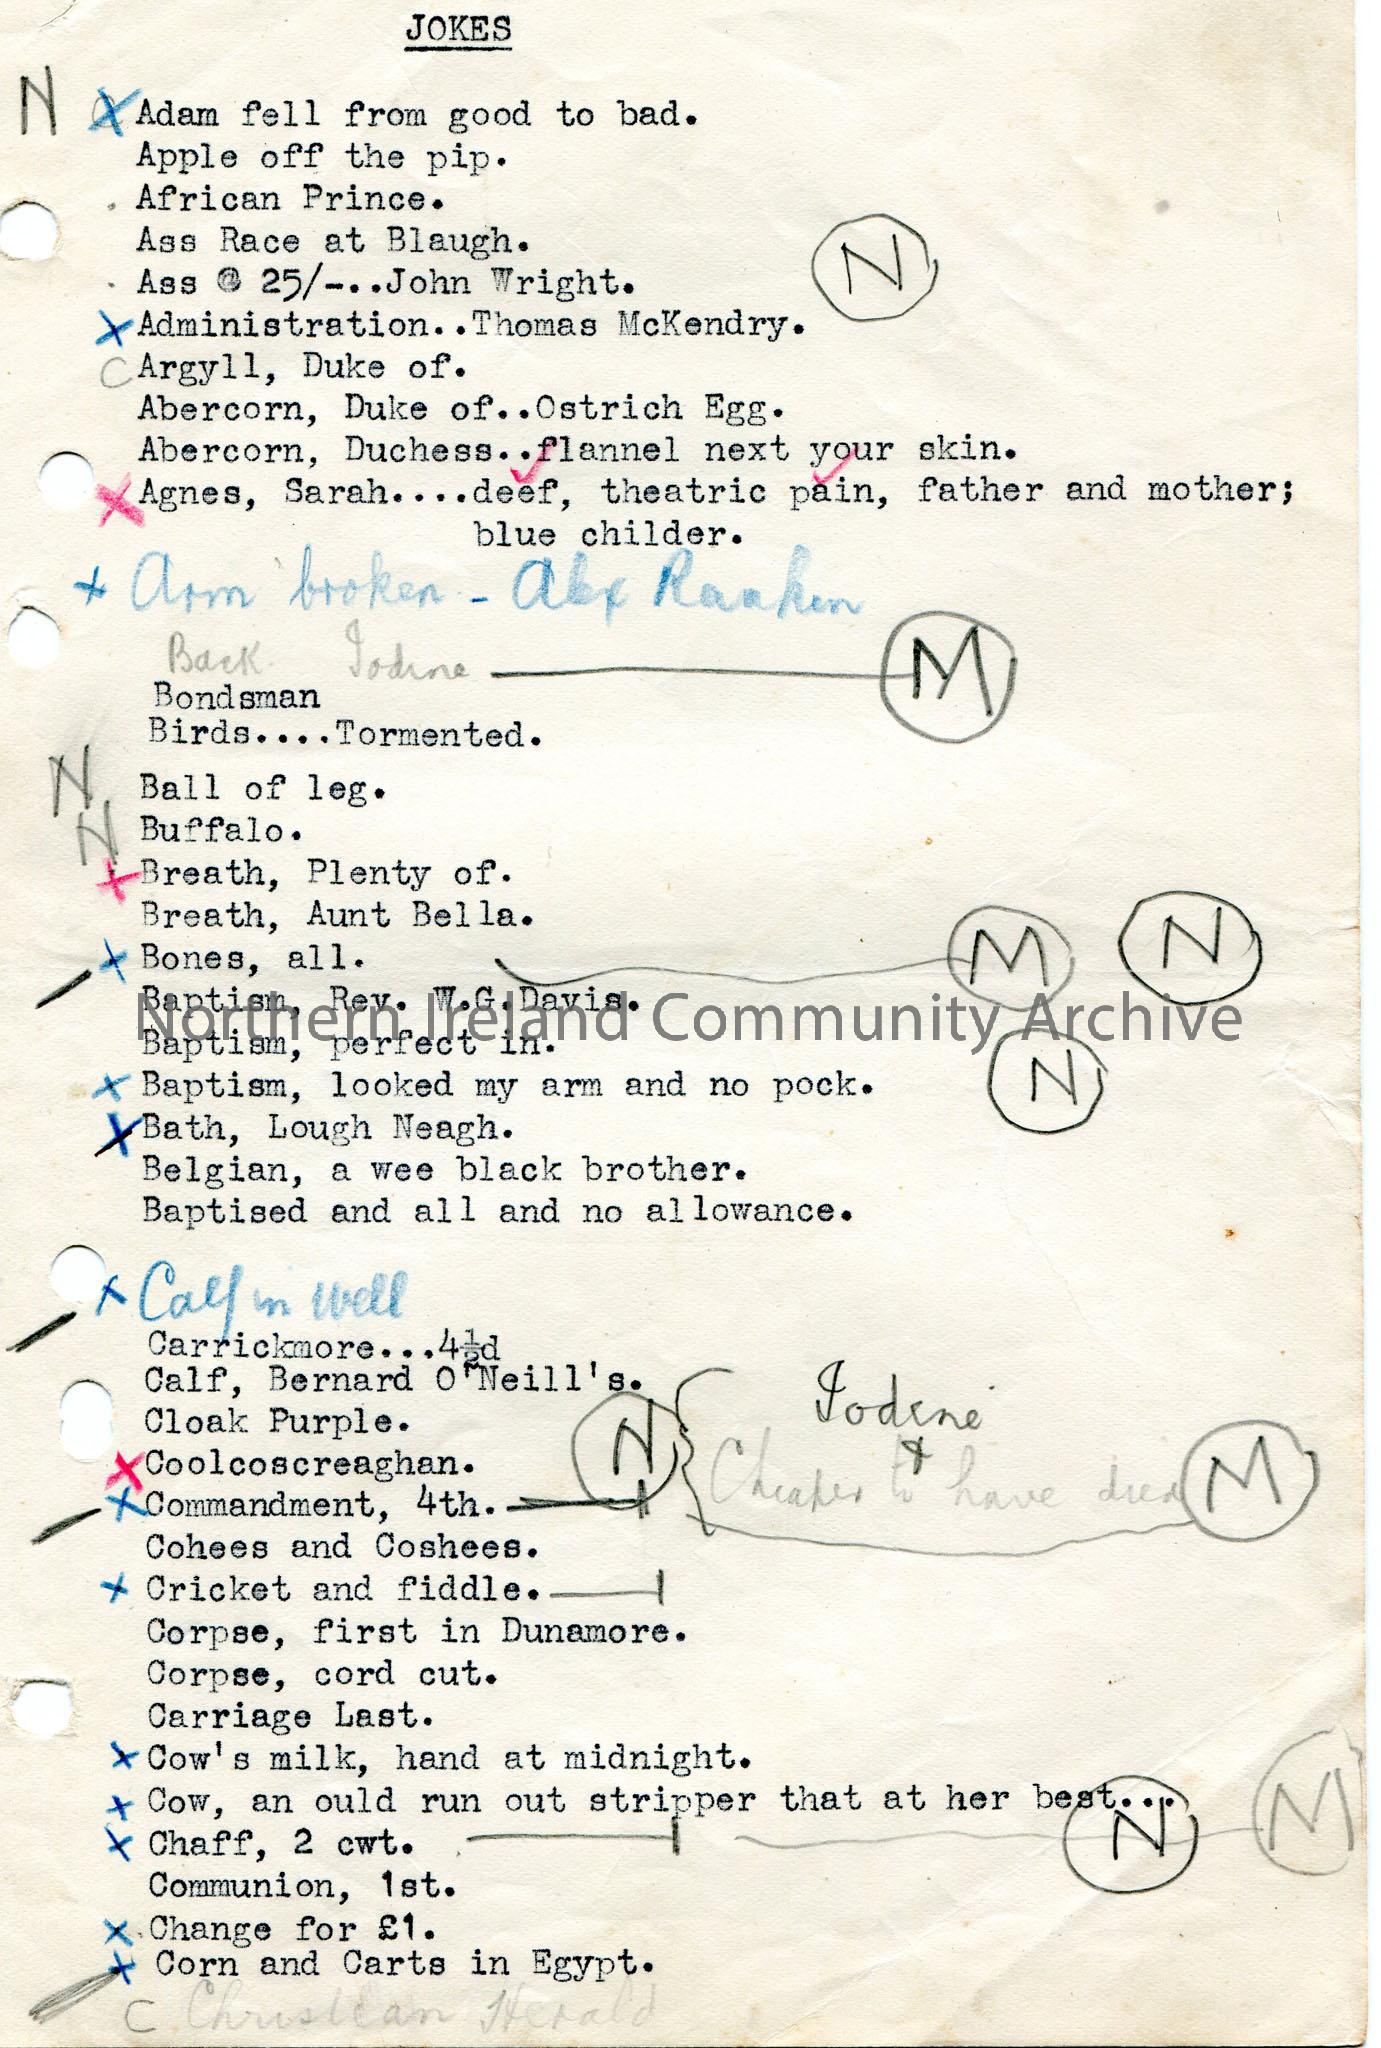 JOKES
N X Adam fell from good to bad.
Apple off the pip.
African Prince.
Ass Race at Blaugh.
N
Ass @ 25/-..John Wright.
X Administration..Thomas McKendry.
C Argyll, Duke of.
Abercorn, Duke of..Ostrich Egg.
Abercorn, Duchess..flannel next your skin.
X Agnes, Sarah....deef, theatric pain, father and mother;
blue childer.
x Arm broken - Alex Rankin
Back Iodine M
Bondsman
Birds....Tormented.
N Ball of leg.
N Buffalo.
x Breath, Plenty of.
Breath, Aunt Bella.
x Bones, all. M N
Baptism, Rev. W.G.Davis.
Northern Ireland Community Archive
Baptism, perfect in.
N
x Baptism, looked my arm and no pock.
X Bath, Lough Neagh.
Belgian, a wee black brother.
Baptised and all and no allowance.
x Calf in Well
Carrickmore...4½d
Calf, Bernard O'Neill's.
Iodine
Cloak Purple.
N
X Coolcoscreaghan.
+
Cheaper to have died M
X Commandment, 4th.
Cohees and Coshees.
x Cricket and fiddle.
Corpse, first in Dunamore.
Corpse, cord cut.
Carriage Last.
x Cow's milk, hand at midnight.
x Cow, an ould run out stripper that at her best...
X Chaff, 2 cwt. N M
Communion, 1st.
X Change for £1.
x Corn and Carts in Egypt.
C Christian Herald